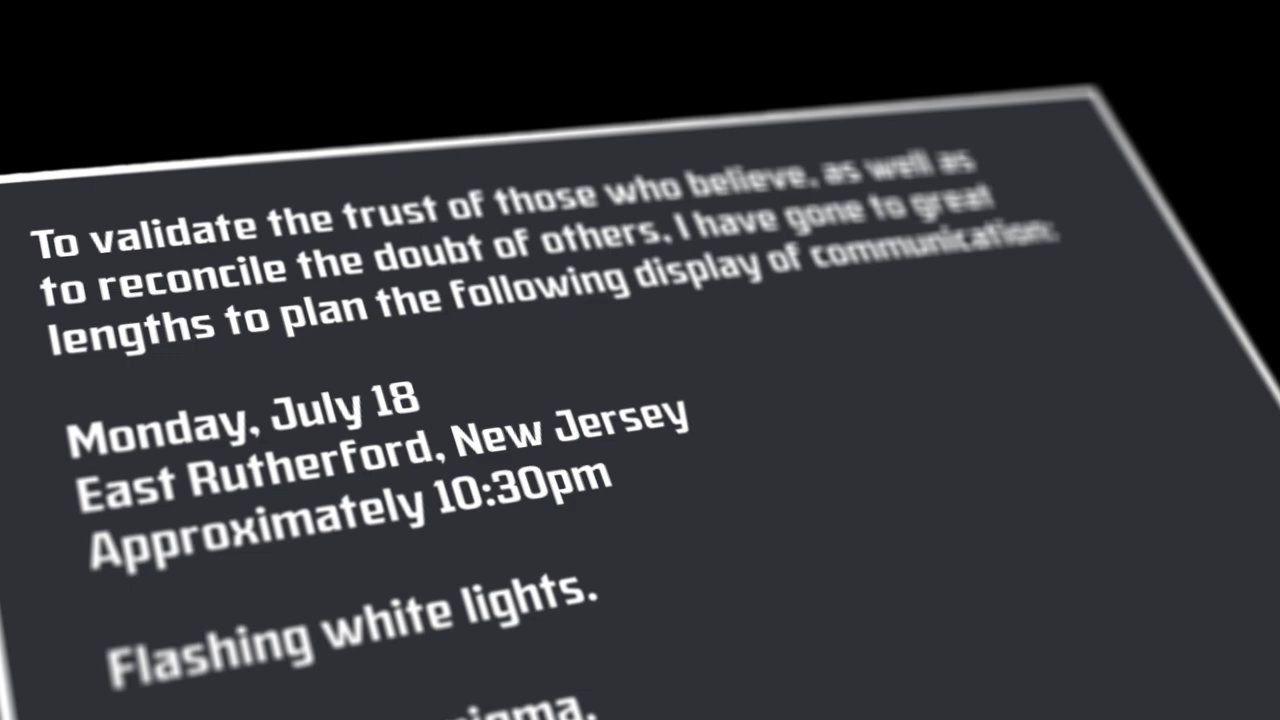 To validate the trust of those who believe, as well as
to reconcile the doubt of others, I have gone to great
lengths to plan the following display of communication:
Monday, July 18
East Rutherford, New Jersey
Approximately 10:30pm
Flashing white lights.